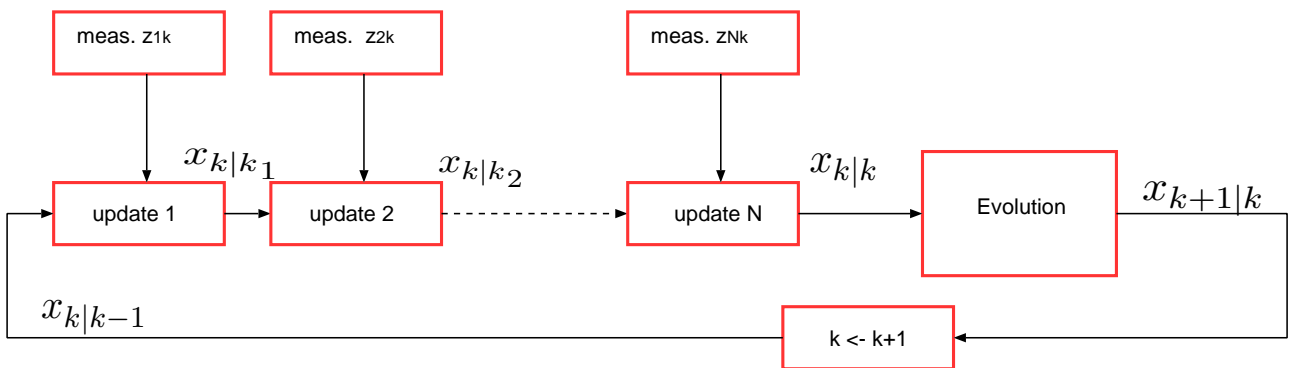 meas. z1k
meas. z2k
meas. zNk
x_{k|k_1}
x_{k|k_2}
x_{k|k}
x_{k+1|k}
update 1
update 2
update N
Evolution
x_{k|k-1}
k <- k+1